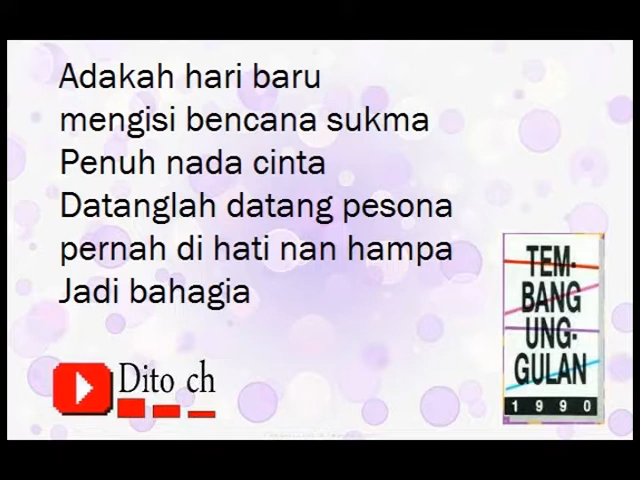 Adakah hari baru
mengisi bencana sukma
Penuh nada cinta
Datanglah datang pesona
pernah di hati nan hampa
Jadi bahagia
TEM-
BANG
UNG-
GULAN
1990
Dito ch